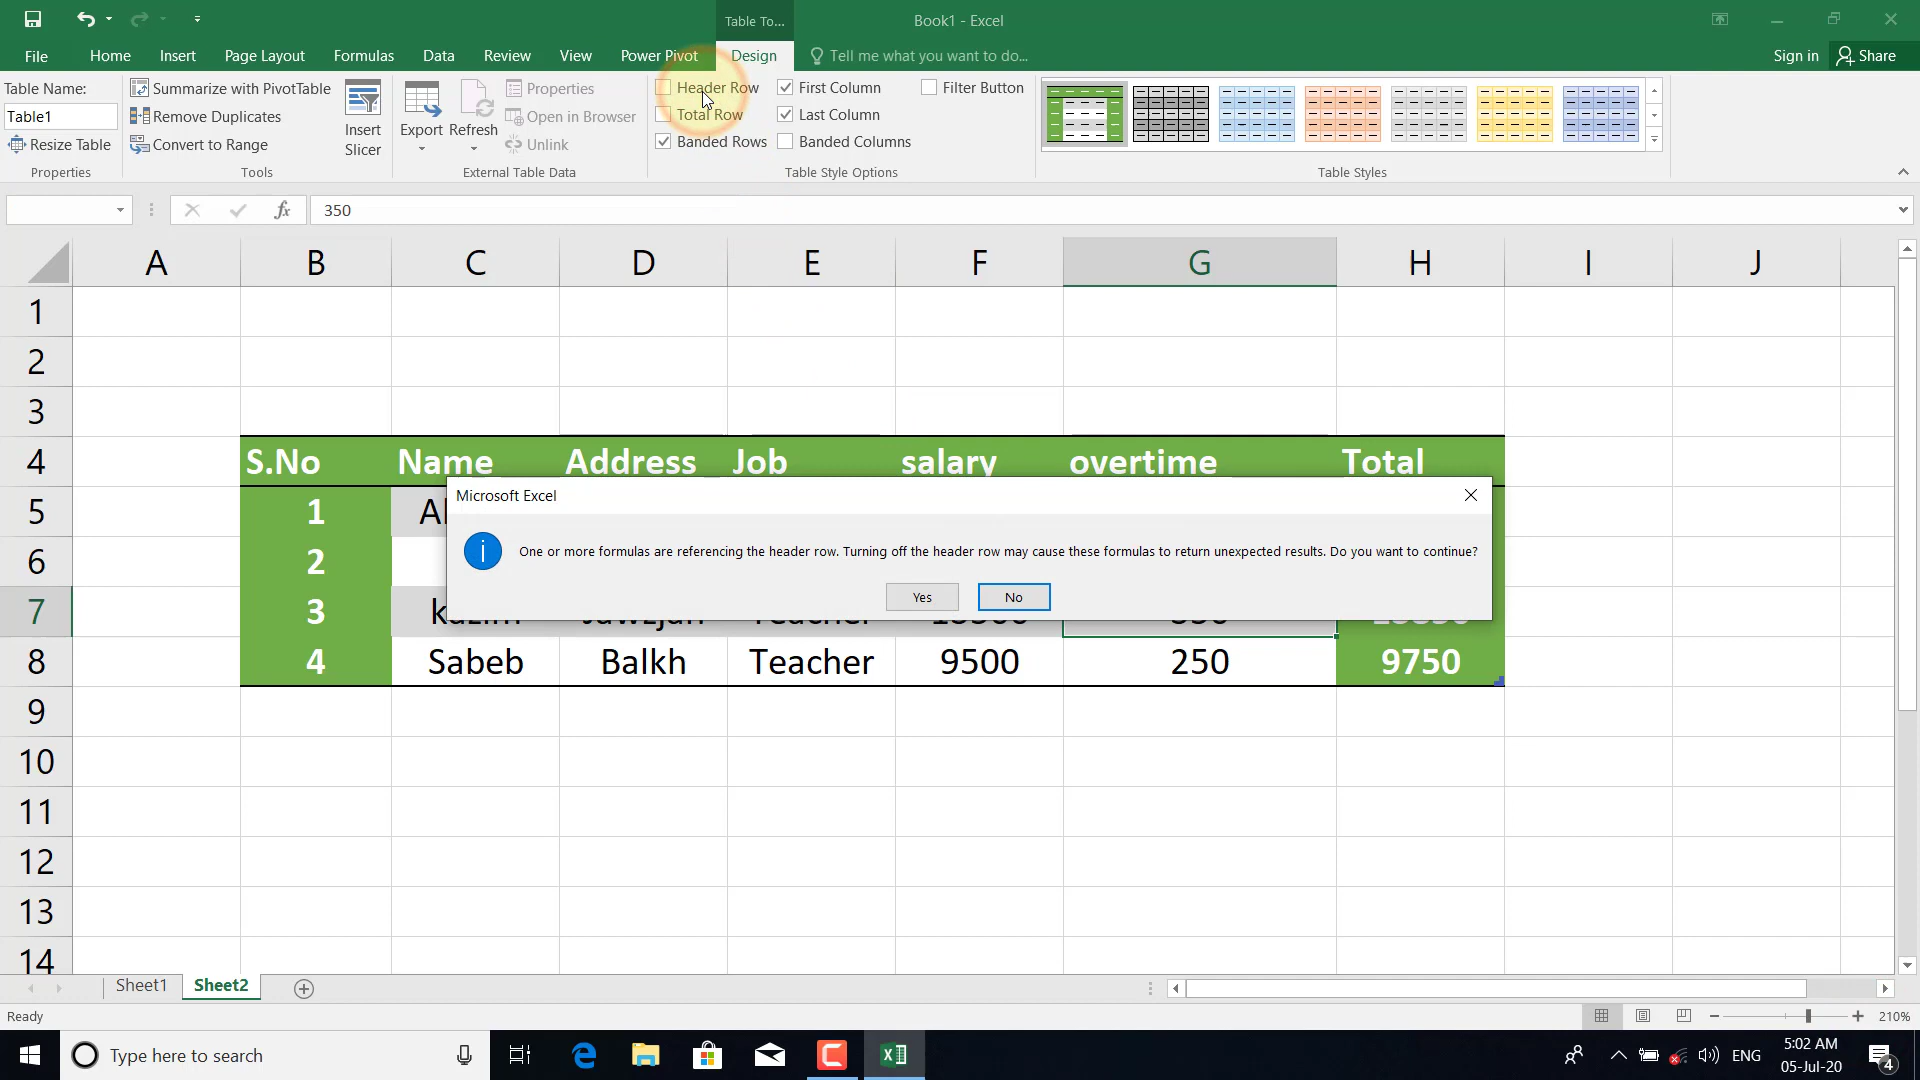 Table To...
Book1 - Excel
File Home Insert Page Layout Formulas Data Review View Power Pivot Design Tell me what you want to do...
Sign in Share
Table Name:
Table1
Resize Table
Properties
Summarize with PivotTable
Remove Duplicates
Convert to Range
Tools
Insert
Slicer
Export
Refresh
Properties
Open in Browser
Unlink
External Table Data
Header Row
Total Row
Banded Rows
First Column
Last Column
Banded Columns
Filter Button
Table Style Options
Table Styles
fx 350
A B C D E F G H I J
1
2
3
4 S.No Name Address Job salary overtime Total
5 1
6 2
7 3
8 4 Sabeb Balkh Teacher 9500 250 9750
9
10
11
12
13
14
Microsoft Excel
One or more formulas are referencing the header row. Turning off the header row may cause these formulas to return unexpected results. Do you want to continue?
Yes No
Sheet1 Sheet2
Ready
210%
Type here to search
ENG
5:02 AM
05-Jul-20
4